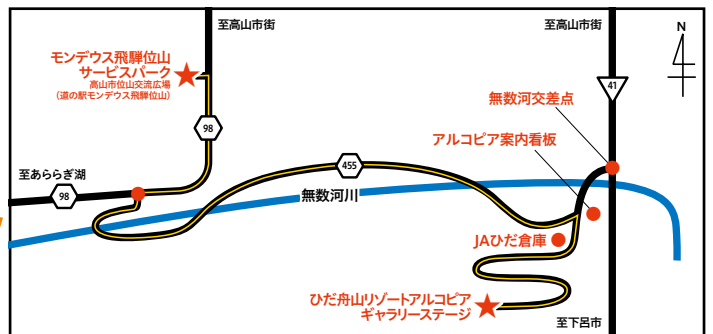 至高山市街
至高山市街
N
モンデウス飛騨位山
サービスパーク
高山市位山交流広場
(道の駅モンデウス飛騨位山)
41
無数河交差点
98
アルコピア案内看板
455
至あららぎ湖
98
無数河川
JAひだ倉庫
ひだ舟山リゾートアルコピア
ギャラリーステージ
至下呂市